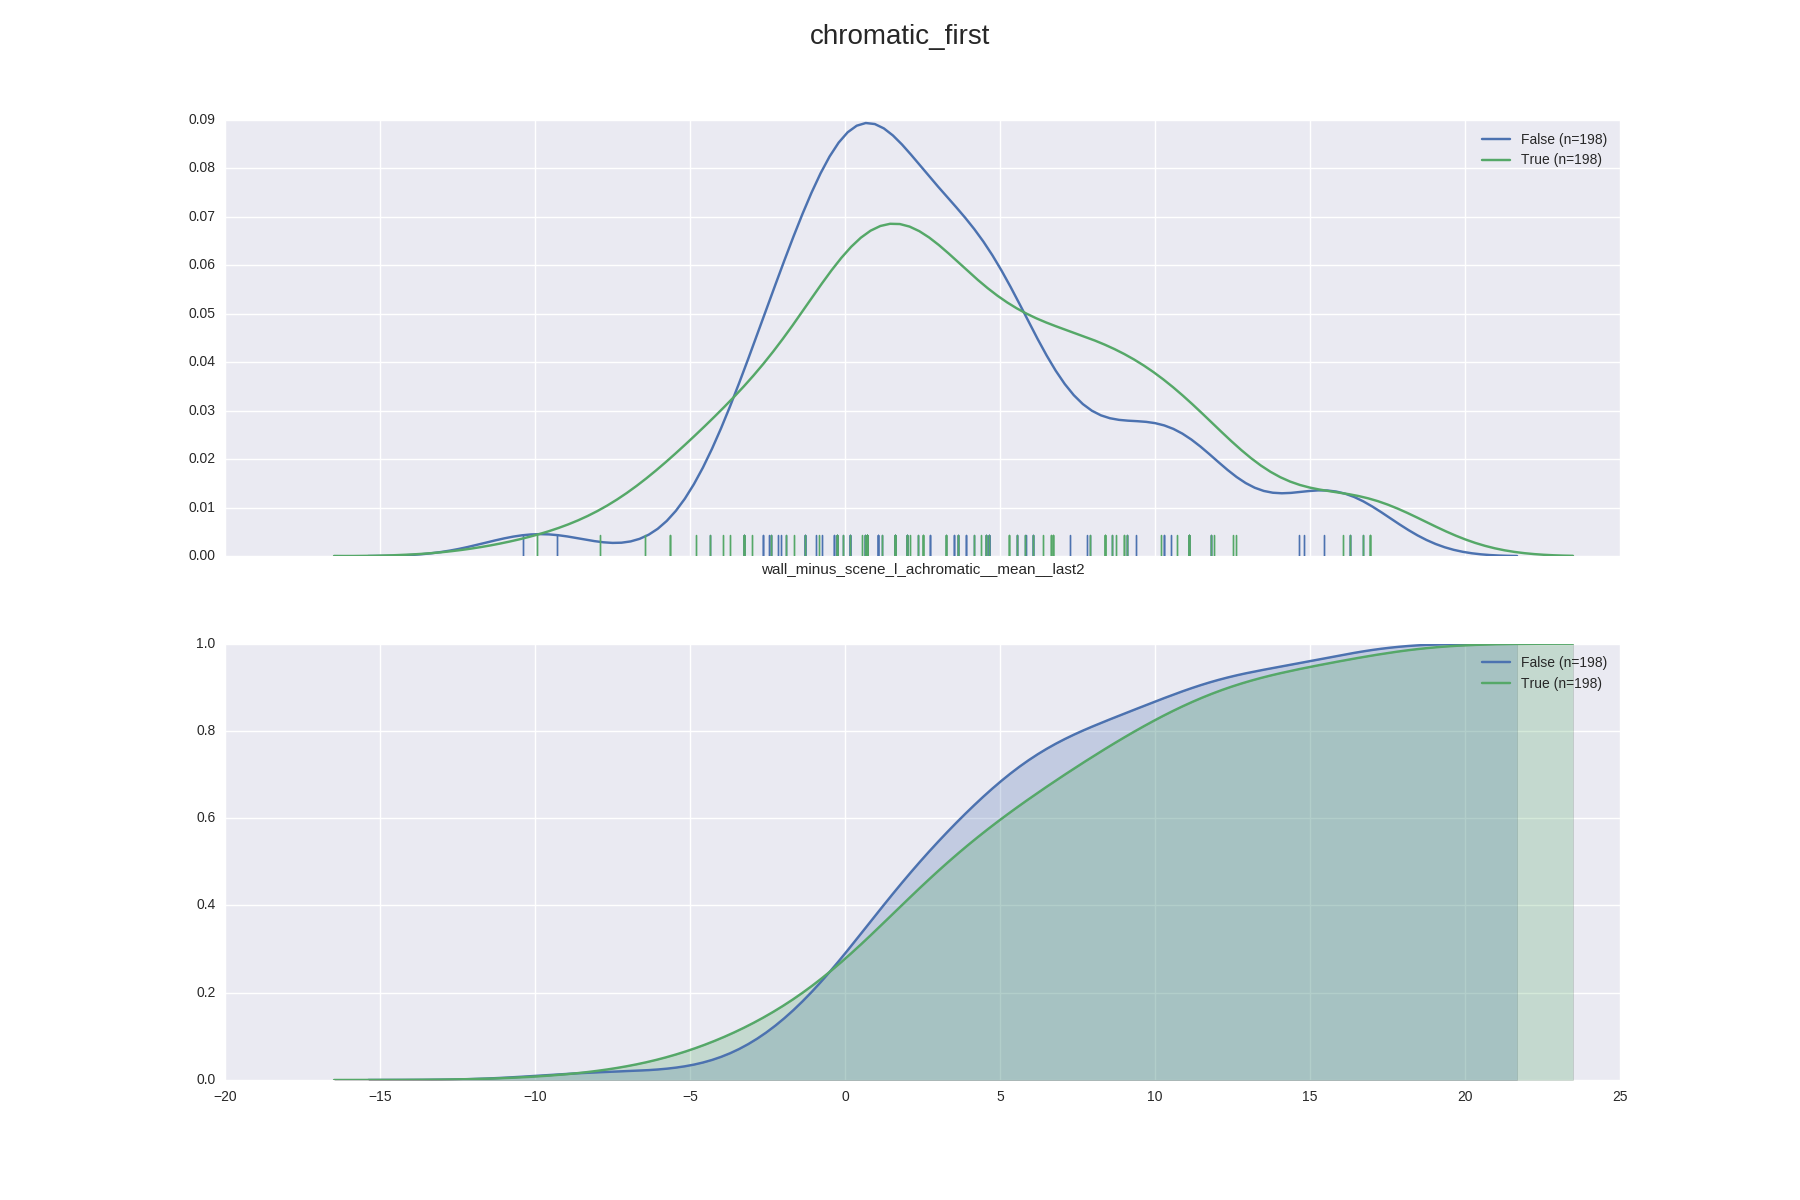 chromatic_first
0.09
0.08
0.07
0.06
0.05
0.04
0.03
0.02
0.01
0.00
False (n=198)
True (n=198)
wall_minus_scene_l_achromatic__mean__last2
1.0
0.8
0.6
0.4
0.2
0.0
False (n=198)
True (n=198)
−20 −15 −10 −5 0 5 10 15 20 25